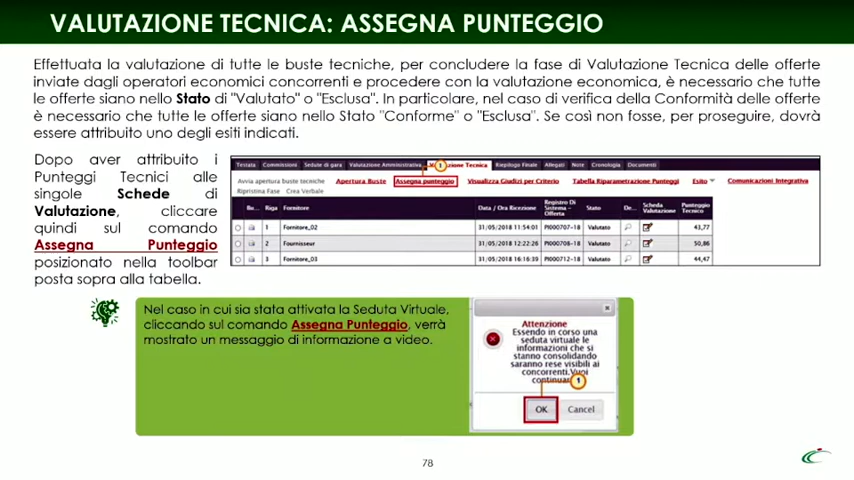 VALUTAZIONE TECNICA: ASSEGNA PUNTEGGIO
Effettuata la valutazione di tutte le buste tecniche, per concludere la fase di Valutazione Tecnica delle offerte
inviate dagli operatori economici concorrenti e procedere con la valutazione economica, è necessario che tutte
le offerte siano nello Stato di "Valutato" o "Esclusa". In particolare, nel caso di verifica della Conformità delle offerte
è necessario che tutte le offerte siano nello Stato "Conforme" o "Esclusa". Se così non fosse, per proseguire, dovrà
essere attribuito uno degli esiti indicati.
Dopo aver attribuito i
Punteggi Tecnici alle
singole Schede di
Valutazione, cliccare
quindi sul comando
Assegna Punteggio
posizionato nella toolbar
posta sopra alla tabella.
Testata Commissioni Sedute di gara Valutazione Amministrativa 1 zione Tecnica Riepilogo Finale Allegati Note Cronologia Documenti
Avvia apertura buste tecniche Apertura Buste Assegna punteggio Visualizza Giudizi per Criterio Tabella Riparametrazione Punteggi Esito Comunicazioni Integrativa
Ripristina Fase Crea Verbale
Bu... Riga Fornitore Data / Ora Ricezione Registro Di Sistema - Offerta Stato De... Scheda Valutazione Punteggio Tecnico
1 Fornitore_02 31/05/2018 11:54:01 PI000707-18 Valutato 43,77
2 Fournisseur 31/05/2018 12:22:26 PI000708-18 Valutato 50,86
3 Fornitore_03 31/05/2018 16:16:39 PI000712-18 Valutato 44,47
Nel caso in cui sia stata attivata la Seduta Virtuale,
cliccando sul comando Assegna Punteggio, verrà
mostrato un messaggio di informazione a video.
Attenzione
Essendo in corso una
seduta virtuale le
informazioni che si
stanno consolidando
saranno rese visibili ai
concorrenti.Vuoi
continuar 1
OK Cancel
78